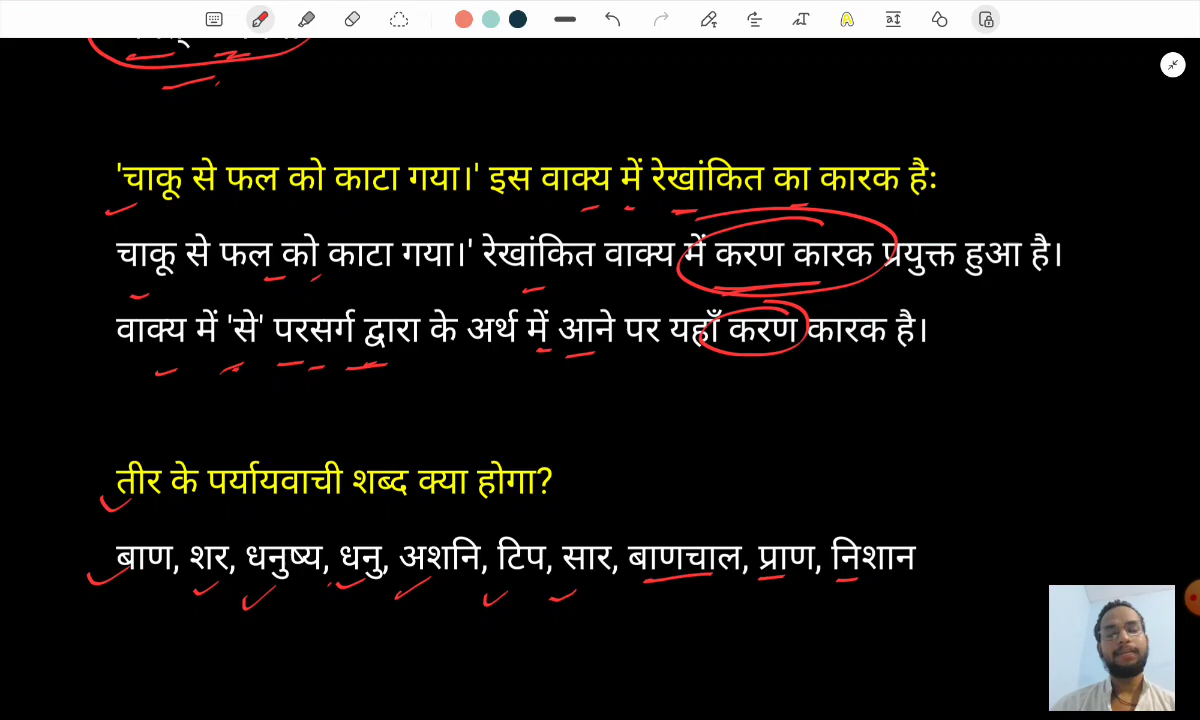 'चाकू से फल को काटा गया।' इस वाक्य में रेखांकित का कारक है:
चाकू से फल को काटा गया।' रेखांकित वाक्य में करण कारक प्रयुक्त हुआ है।
वाक्य में 'से' परसर्ग द्वारा के अर्थ में आने पर यहाँ करण कारक है।
तीर के पर्यायवाची शब्द क्या होगा?
बाण, शर, धनुष्य, धनु, अशनि, टिप, सार, बाणचाल, प्राण, निशान